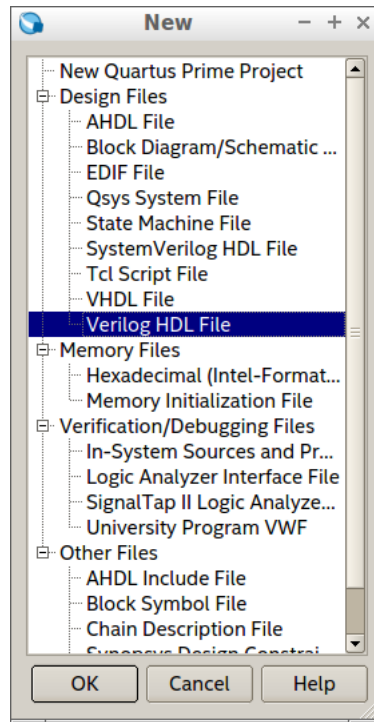 New
New Quartus Prime Project
Design Files
AHDL File
Block Diagram/Schematic ...
EDIF File
Qsys System File
State Machine File
SystemVerilog HDL File
Tcl Script File
VHDL File
Verilog HDL File
Memory Files
Hexadecimal (Intel-Format...
Memory Initialization File
Verification/Debugging Files
In-System Sources and Pr...
Logic Analyzer Interface File
SignalTap II Logic Analyze...
University Program VWF
Other Files
AHDL Include File
Block Symbol File
Chain Description File
Synopsys Design Constrai...
OK Cancel Help